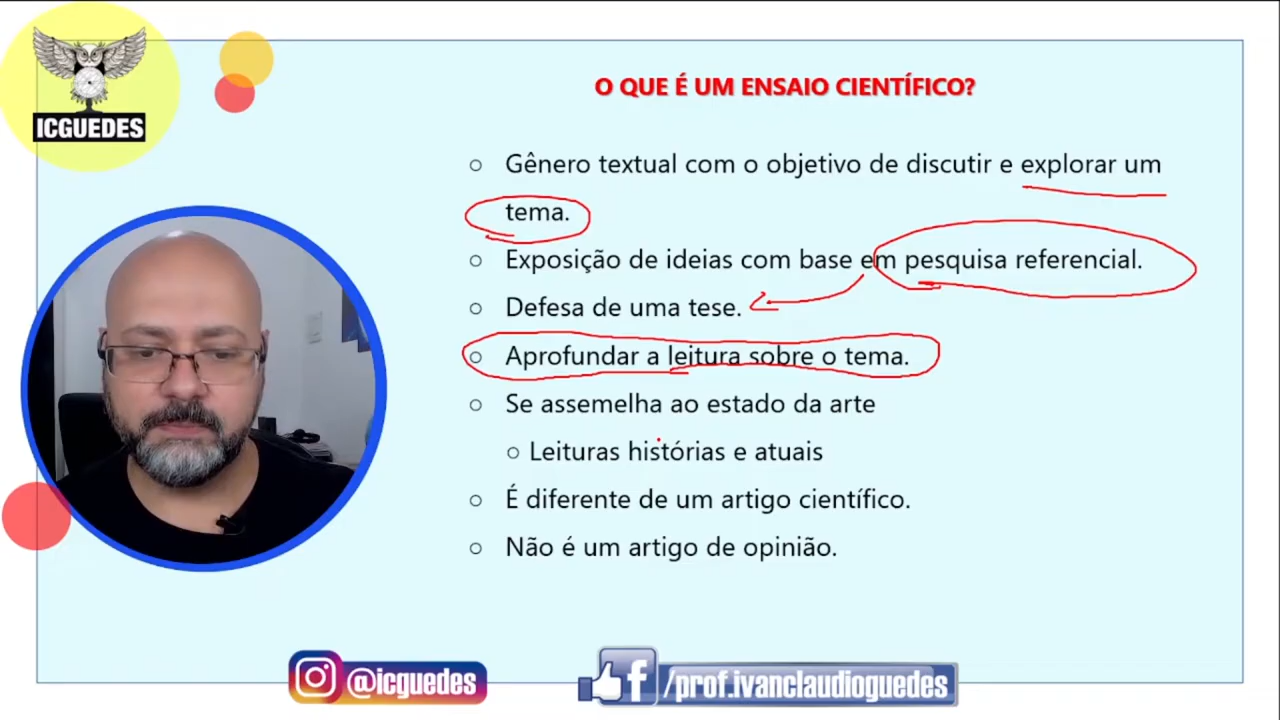 ICGUEDES
O QUE É UM ENSAIO CIENTÍFICO?
○ Gênero textual com o objetivo de discutir e explorar um
tema.
○ Exposição de ideias com base em pesquisa referencial.
○ Defesa de uma tese.
○ Aprofundar a leitura sobre o tema.
○ Se assemelha ao estado da arte
○ Leituras histórias e atuais
○ É diferente de um artigo científico.
○ Não é um artigo de opinião.
@icguedes
f /prof.ivanclaudioguedes